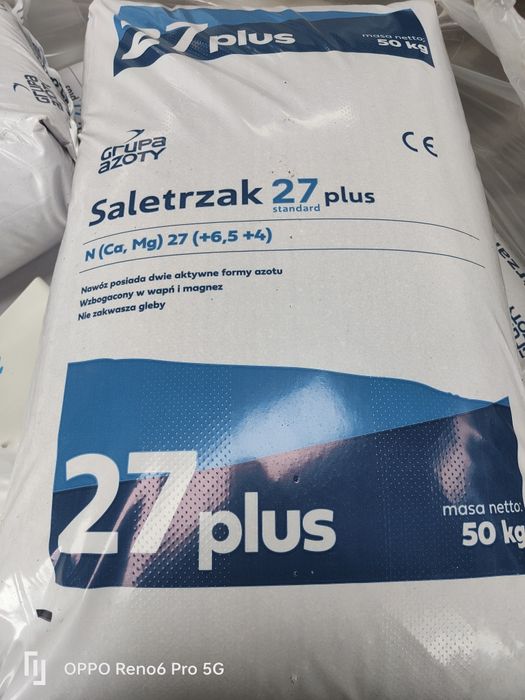 27 plus
masa netto:
50 kg
GRUPA
AZOTY
CE
Saletrzak 27 plus
standard
N (Ca, Mg) 27 (+6,5 +4)
Nawóz posiada dwie aktywne formy azotu
Wzbogacony w wapń i magnez
Nie zakwasza gleby
27 plus
masa netto:
50 kg
OPPO Reno6 Pro 5G